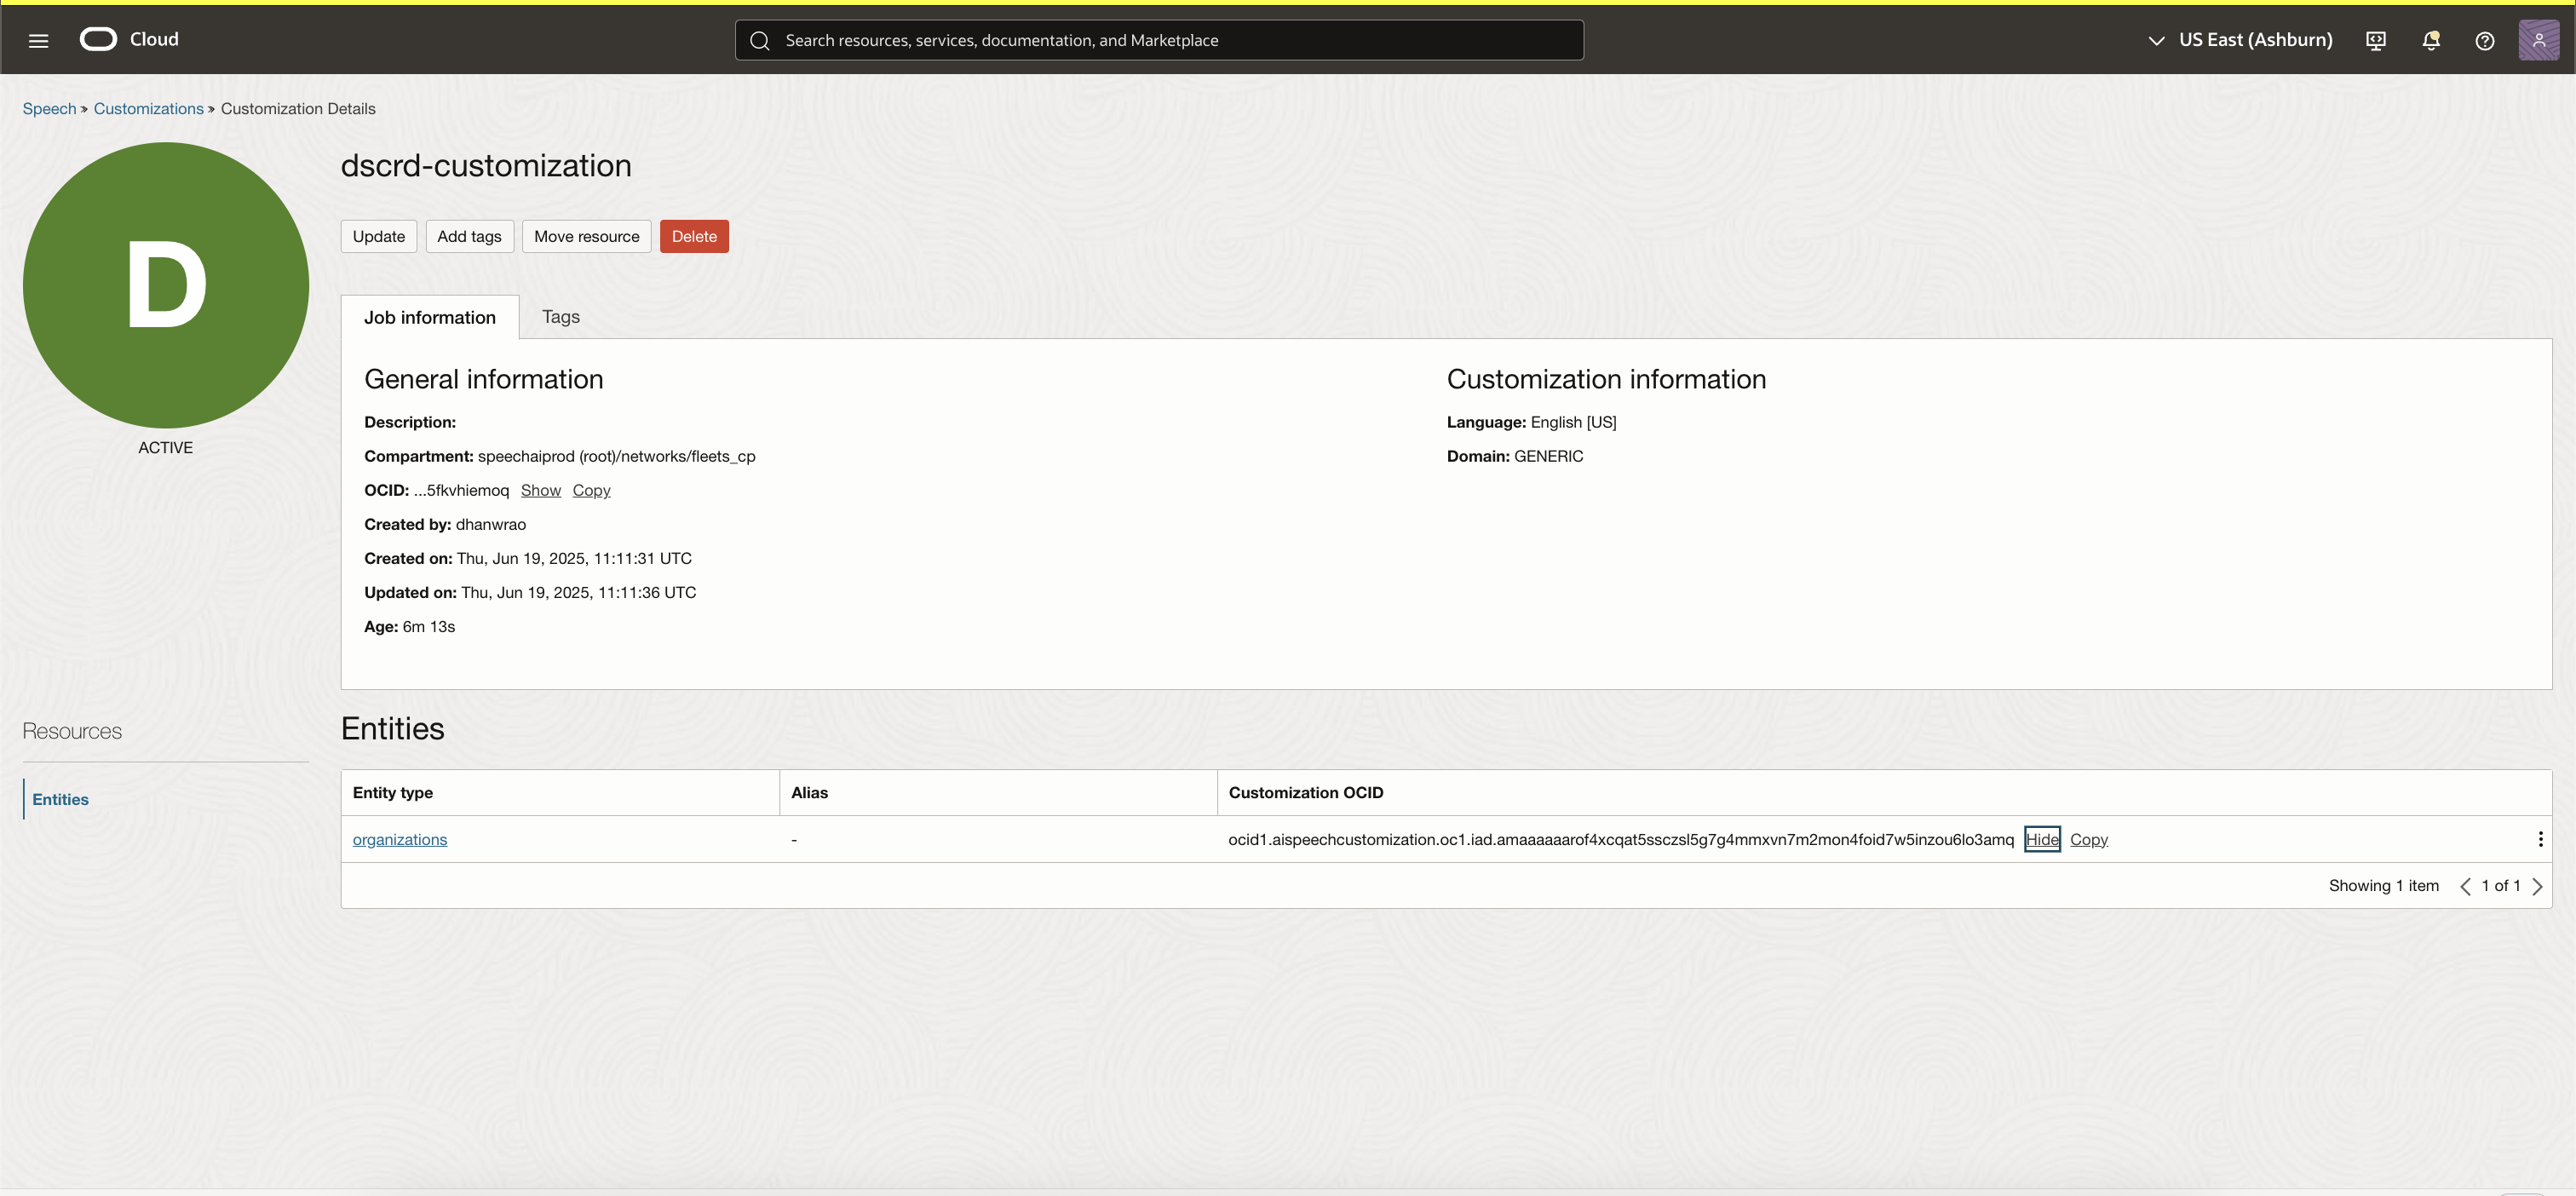 Cloud
Search resources, services, documentation, and Marketplace
US East (Ashburn)
Speech » Customizations » Customization Details
D
ACTIVE
dscrd-customization
Update Add tags Move resource Delete
Job information Tags
General information
Description:
Compartment: speechaiprod (root)/networks/fleets_cp
OCID: ...5fkvhiemoq Show Copy
Created by: dhanwrao
Created on: Thu, Jun 19, 2025, 11:11:31 UTC
Updated on: Thu, Jun 19, 2025, 11:11:36 UTC
Age: 6m 13s
Customization information
Language: English [US]
Domain: GENERIC
Resources
Entities
Entities
Entity type Alias Customization OCID
organizations - ocid1.aispeechcustomization.oc1.iad.amaaaaaarof4xcqat5ssczsl5g7g4mmxvn7m2mon4foid7w5inzou6lo3amq Hide Copy
Showing 1 item 1 of 1